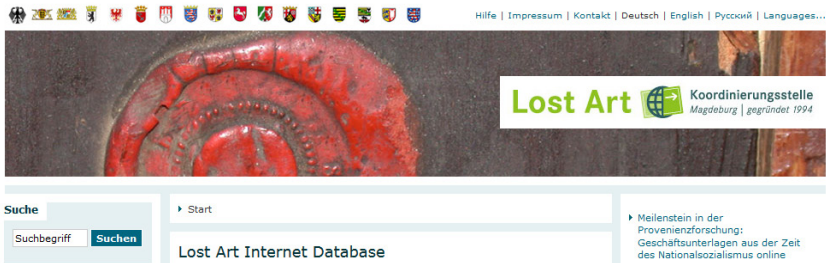 Hilfe | Impressum | Kontakt | Deutsch | English | Русский | Languages...
Lost Art
Koordinierungsstelle
Magdeburg | gegründet 1994
Suche
Suchbegriff Suchen
Start
Lost Art Internet Database
Meilenstein in der
Provenienzforschung:
Geschäftsunterlagen aus der Zeit
des Nationalsozialismus online